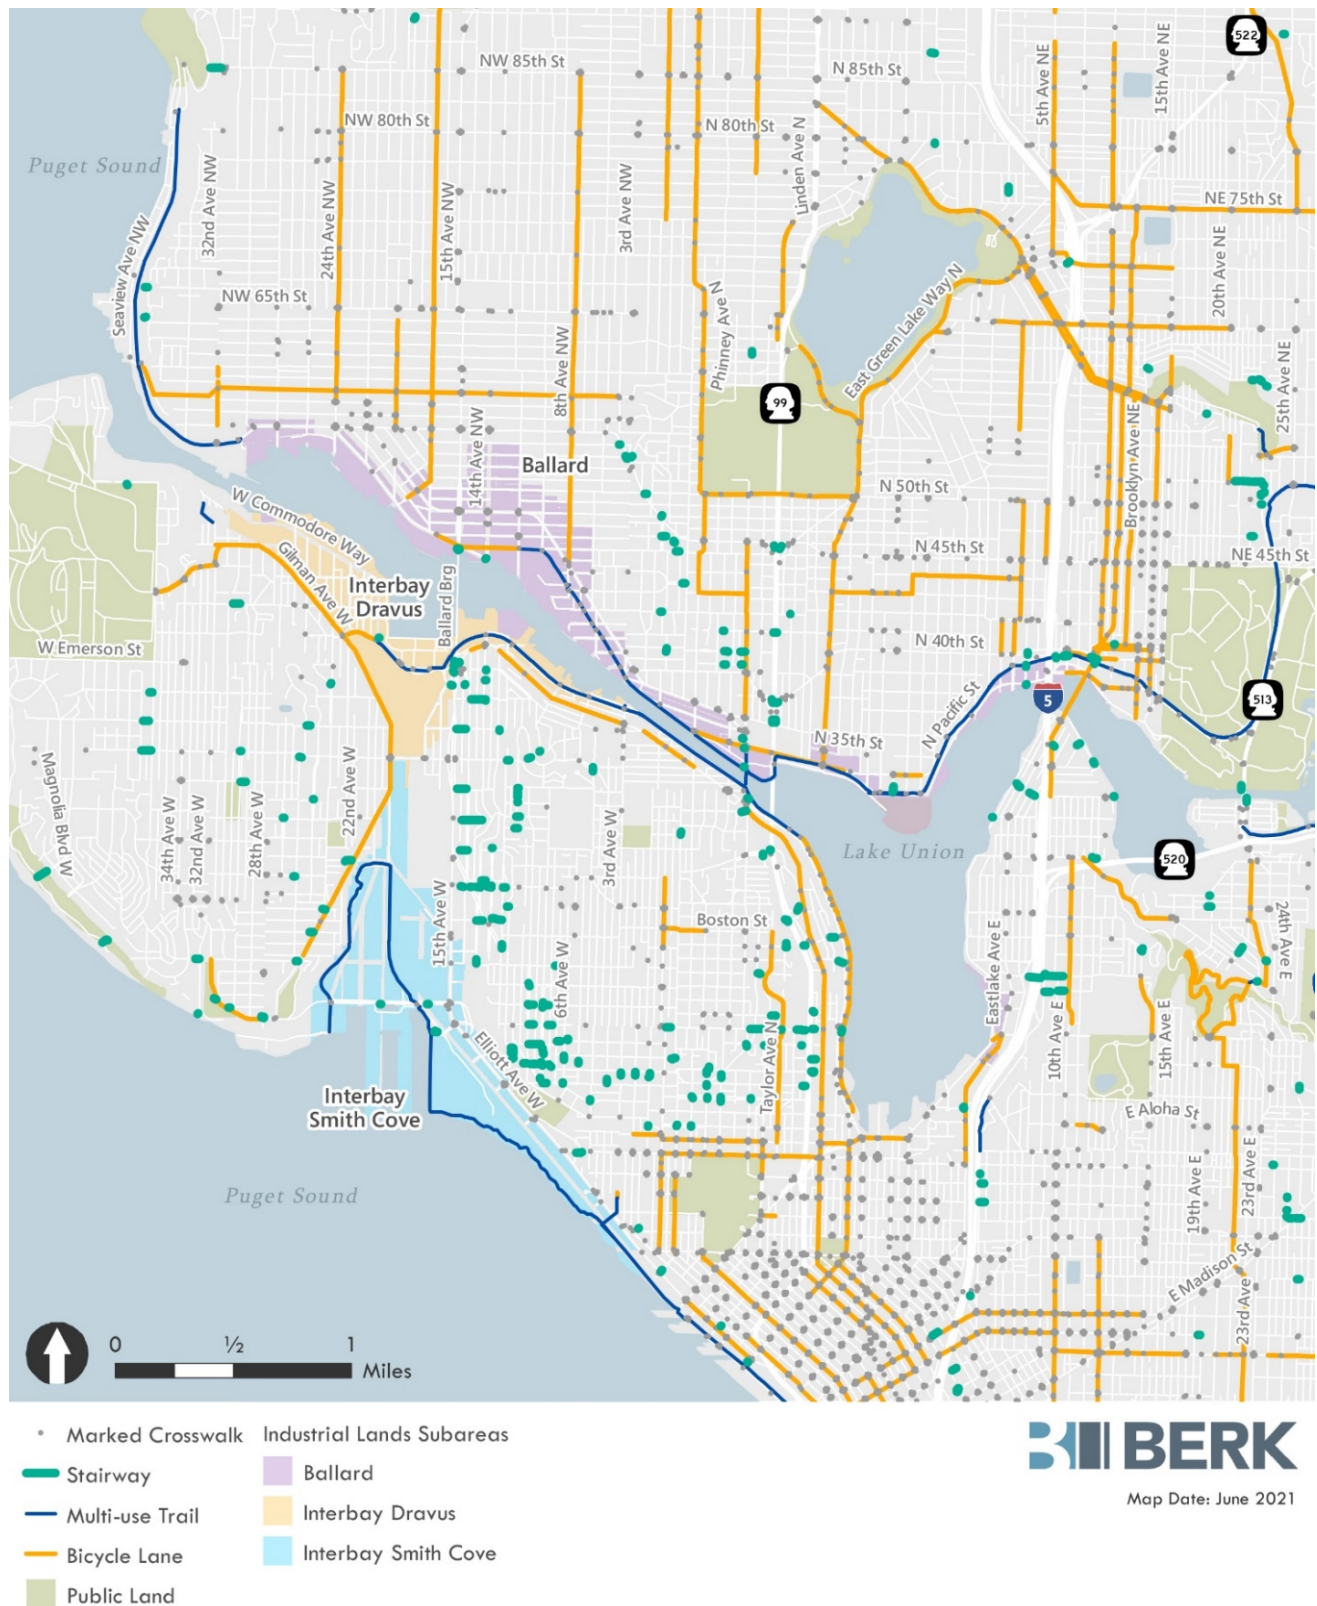 522
NW 85th St
N 85th St
5th Ave NE
15th Ave NE
NW 80th St
N 80th St
Puget Sound
32nd Ave NW
24th Ave NW
15th Ave NW
3rd Ave NW
Linden Ave N
NE 75th St
20th Ave NE
Seaview Ave NW
NW 65th St
8th Ave NW
Phinney Ave N
East Green Lake Way N
25th Ave NE
99
14th Ave NW
Ballard
Brooklyn Ave NE
N 50th St
W Commodore Way
Gilman Ave W
N 45th St
NE 45th St
Interbay
Dravus
Ballard Brg
W Emerson St
N 40th St
513
5
N Pacific St
N 35th St
Magnolia Blvd W
34th Ave W
32nd Ave W
28th Ave W
22nd Ave W
3rd Ave W
Lake Union
520
15th Ave W
Boston St
24th Ave E
6th Ave W
Eastlake Ave E
Elliott Ave W
Taylor Ave N
10th Ave E
15th Ave E
Interbay
Smith Cove
E Aloha St
19th Ave E
23rd Ave E
Puget Sound
E Madison St
23rd Ave
0 ½ 1
Miles
Marked Crosswalk
Stairway
Multi-use Trail
Bicycle Lane
Public Land
Industrial Lands Subareas
Ballard
Interbay Dravus
Interbay Smith Cove
BERK
Map Date: June 2021